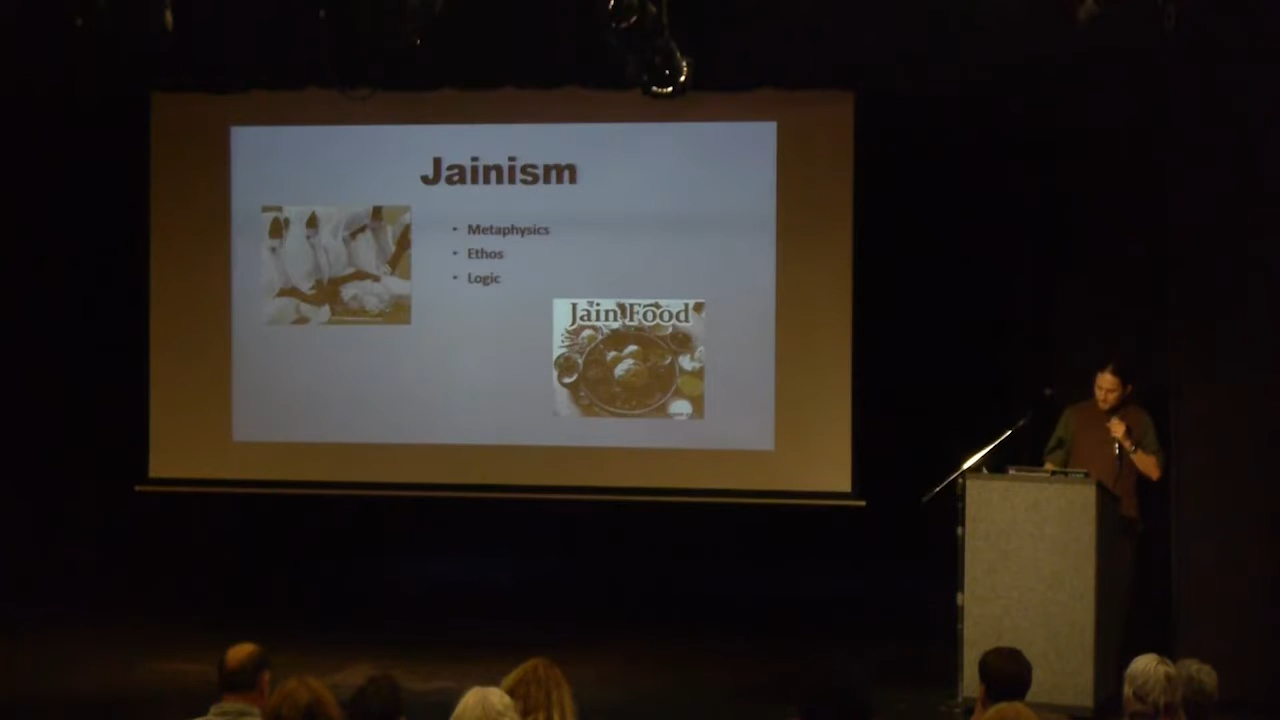 Jainism
• Metaphysics
• Ethos
• Logic
Jain Food